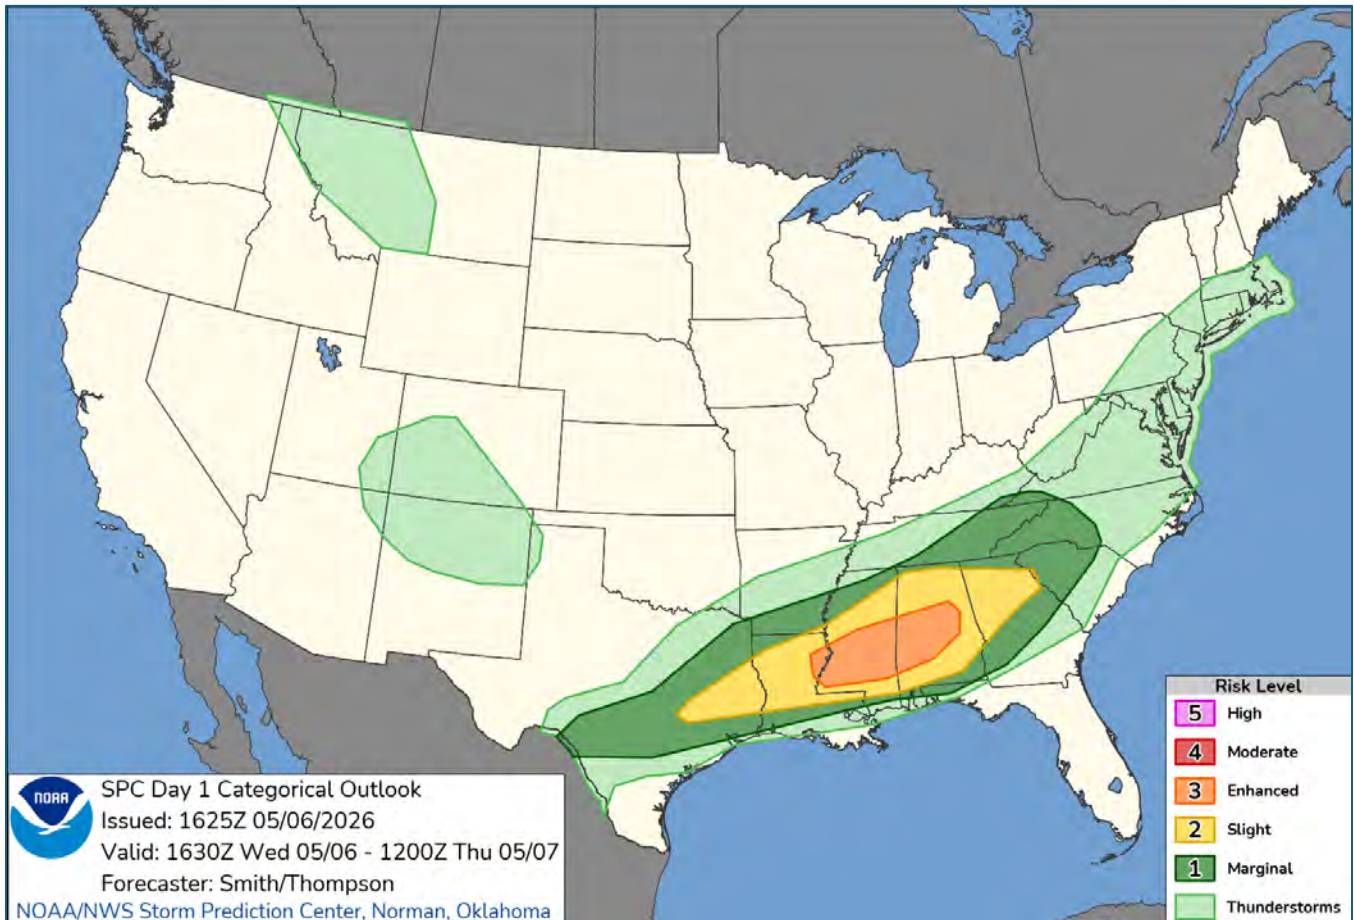 Risk Level
5 High
4 Moderate
3 Enhanced
2 Slight
1 Marginal
Thunderstorms
NOAA
SPC Day 1 Categorical Outlook
Issued: 1625Z 05/06/2026
Valid: 1630Z Wed 05/06 - 1200Z Thu 05/07
Forecaster: Smith/Thompson
NOAA/NWS Storm Prediction Center, Norman, Oklahoma